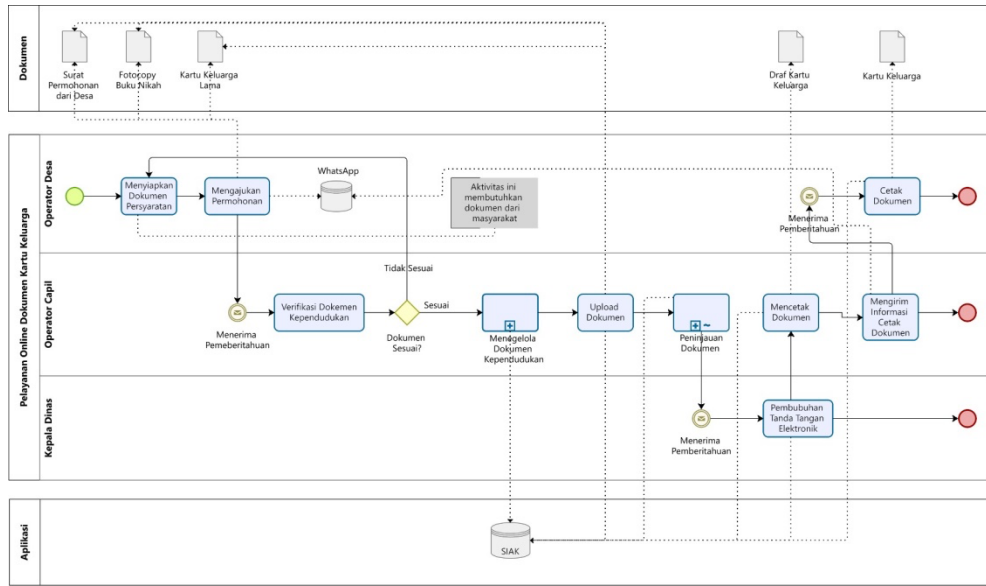 Dokumen
Surat
Permohonan
dari Desa
Fotocopy
Buku Nikah
Kartu Keluarga
Lama
Draf Kartu
Keluarga
Kartu Keluarga
Pelayanan Online Dokumen Kartu Keluarga
Operator Desa
Menyiapkan
Dokumen
Persyaratan
Mengajukan
Permohonan
WhatsApp
Aktivitas ini
membutuhkan
dokumen dari
masyarakat
Menerima
Pemberitahuan
Cetak
Dokumen
Operator Capil
Tidak Sesuai
Menerima
Pemeberitahuan
Verifikasi Dokemen
Kependudukan
Sesuai
Dokumen
Sesuai?
Mengelola
Dokumen
Kependudukan
Upload
Dokumen
Peninjauan
Dokumen
Mencetak
Dokumen
Mengirim
Informasi
Cetak
Dokumen
Kepala Dinas
Menerima
Pemberitahuan
Pembubuhan
Tanda Tangan
Elektronik
Aplikasi
SIAK